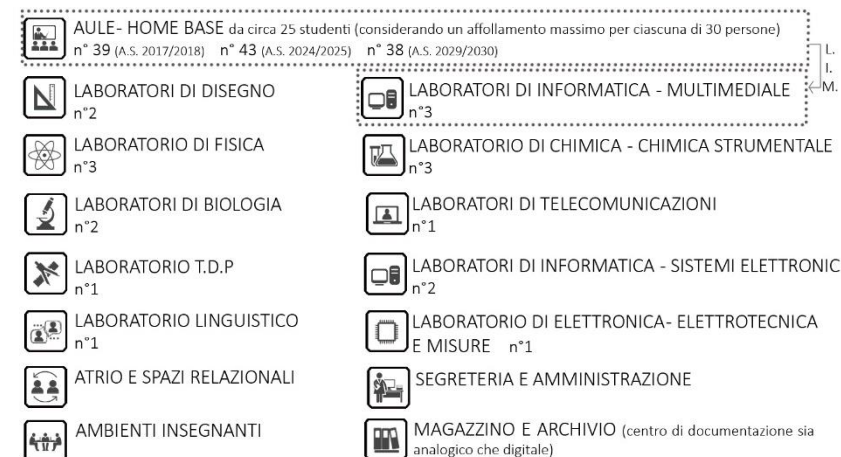 AULE- HOME BASE da circa 25 studenti (considerando un affollamento massimo per ciascuna di 30 persone)
n° 39 (A.S. 2017/2018) n° 43 (A.S. 2024/2025) n° 38 (A.S. 2029/2030)
L.
I.
M.
LABORATORI DI DISEGNO
n°2
LABORATORI DI INFORMATICA - MULTIMEDIALE
n°3
LABORATORIO DI FISICA
n°3
LABORATORIO DI CHIMICA - CHIMICA STRUMENTALE
n°3
LABORATORI DI BIOLOGIA
n°2
LABORATORI DI TELECOMUNICAZIONI
n°1
LABORATORIO T.D.P
n°1
LABORATORI DI INFORMATICA - SISTEMI ELETTRONIC
n°2
LABORATORIO LINGUISTICO
n°1
LABORATORIO DI ELETTRONICA- ELETTROTECNICA
E MISURE n°1
ATRIO E SPAZI RELAZIONALI
SEGRETERIA E AMMINISTRAZIONE
AMBIENTI INSEGNANTI
MAGAZZINO E ARCHIVIO (centro di documentazione sia
analogico che digitale)